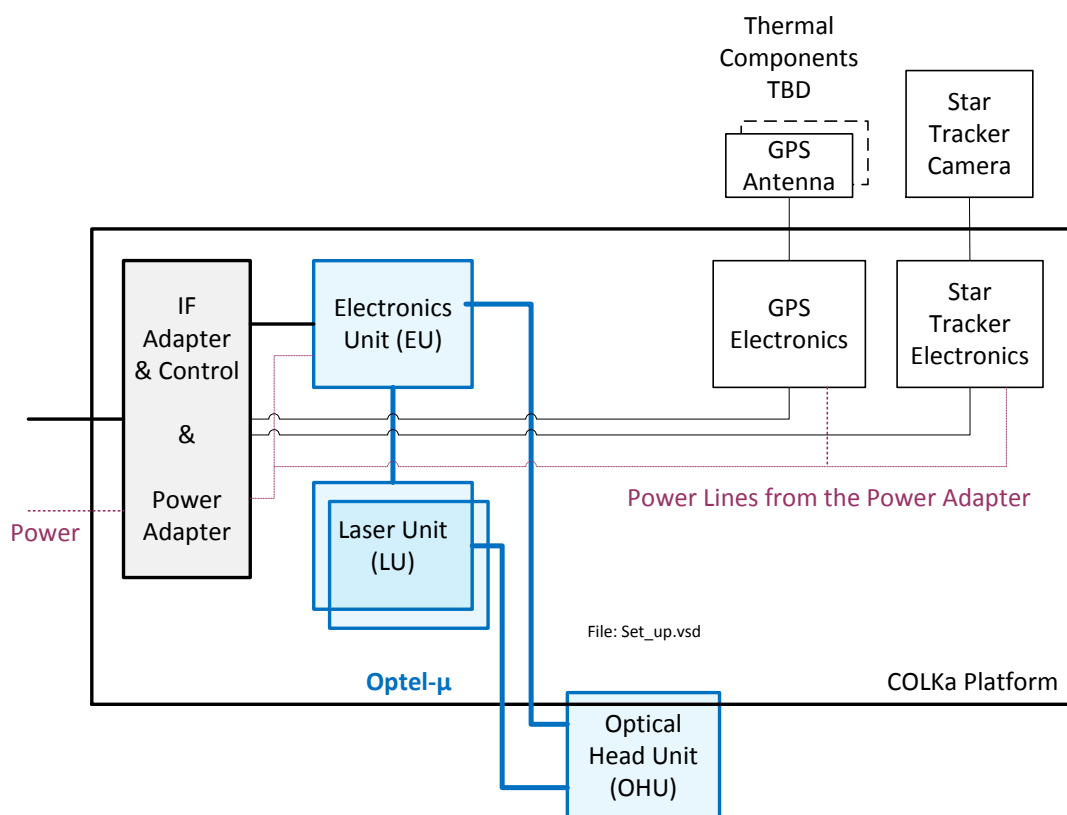 Thermal
Components
TBD
GPS
Antenna
Star
Tracker
Camera
IF
Adapter
& Control
&
Power
Adapter
Electronics
Unit (EU)
GPS
Electronics
Star
Tracker
Electronics
Power
Power Lines from the Power Adapter
Laser Unit
(LU)
File: Set_up.vsd
Optel-µ
COLKa Platform
Optical
Head Unit
(OHU)